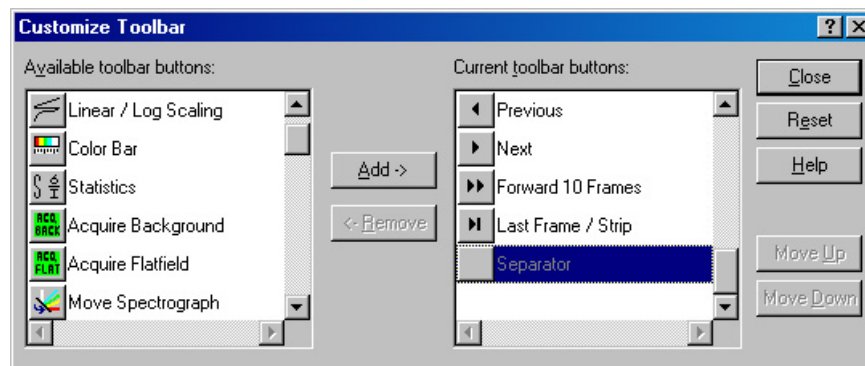 Customize Toolbar
? X
Available toolbar buttons:
Linear / Log Scaling
Color Bar
S
Statistics
ACQ. BACK
Acquire Background
ACQ. FLAT
Acquire Flatfield
Move Spectrograph
Add ->
<- Remove
Current toolbar buttons:
Previous
Next
Forward 10 Frames
Last Frame / Strip
Separator
Close
Reset
Help
Move Up
Move Down